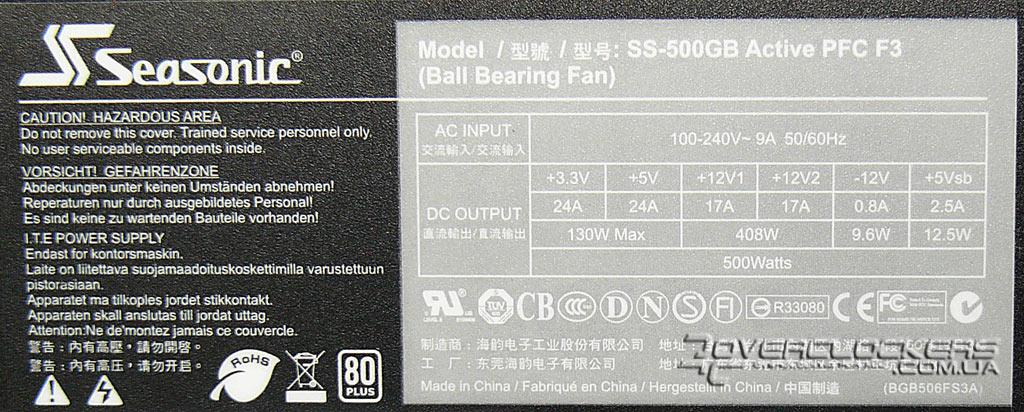 Seasonic®
CAUTION! HAZARDOUS AREA
Do not remove this cover. Trained service personnel only.
No user serviceable components inside.
VORSICHT! GEFAHRENZONE
Abdeckungen unter keinen Umständen abnehmen!
Reperaturen nur durch ausgebildetes Personal!
Es sind keine zu wartenden Bauteile vorhanden!
I.T.E POWER SUPPLY
Endast for kontorsmaskin.
Laite on liitettava suojamaadoituskoskettimilla varustettuun
pistorasiaan.
Apparatet ma tilkoples jordet stikkontakt.
Apparaten skall anslutas till jordat uttag.
Attention:Ne de'montez jamais ce couvercle.
警告：內有高壓，請勿開啓。
警告：内有高压，请勿开启。
RoHS
80
PLUS
Model / 型號 / 型号: SS-500GB Active PFC F3
(Ball Bearing Fan)
AC INPUT
交流輸入/交流输入
100-240V~ 9A 50/60Hz
DC OUTPUT
直流輸出/直流输出
+3.3V +5V +12V1 +12V2 -12V +5Vsb
24A 24A 17A 17A 0.8A 2.5A
130W Max 408W 9.6W 12.5W
500Watts
TUV CB CCC D N S FI R33080 CE FC
制造商：海韵电子工业股份有限公司 地址
工 厂：东莞海韵电子有限公司 地址
Made in China / Fabriqué en China / Hergestellt in China / 中国制造
(BGB506FS3A)
OVERCLOCKERS
.COM.UA